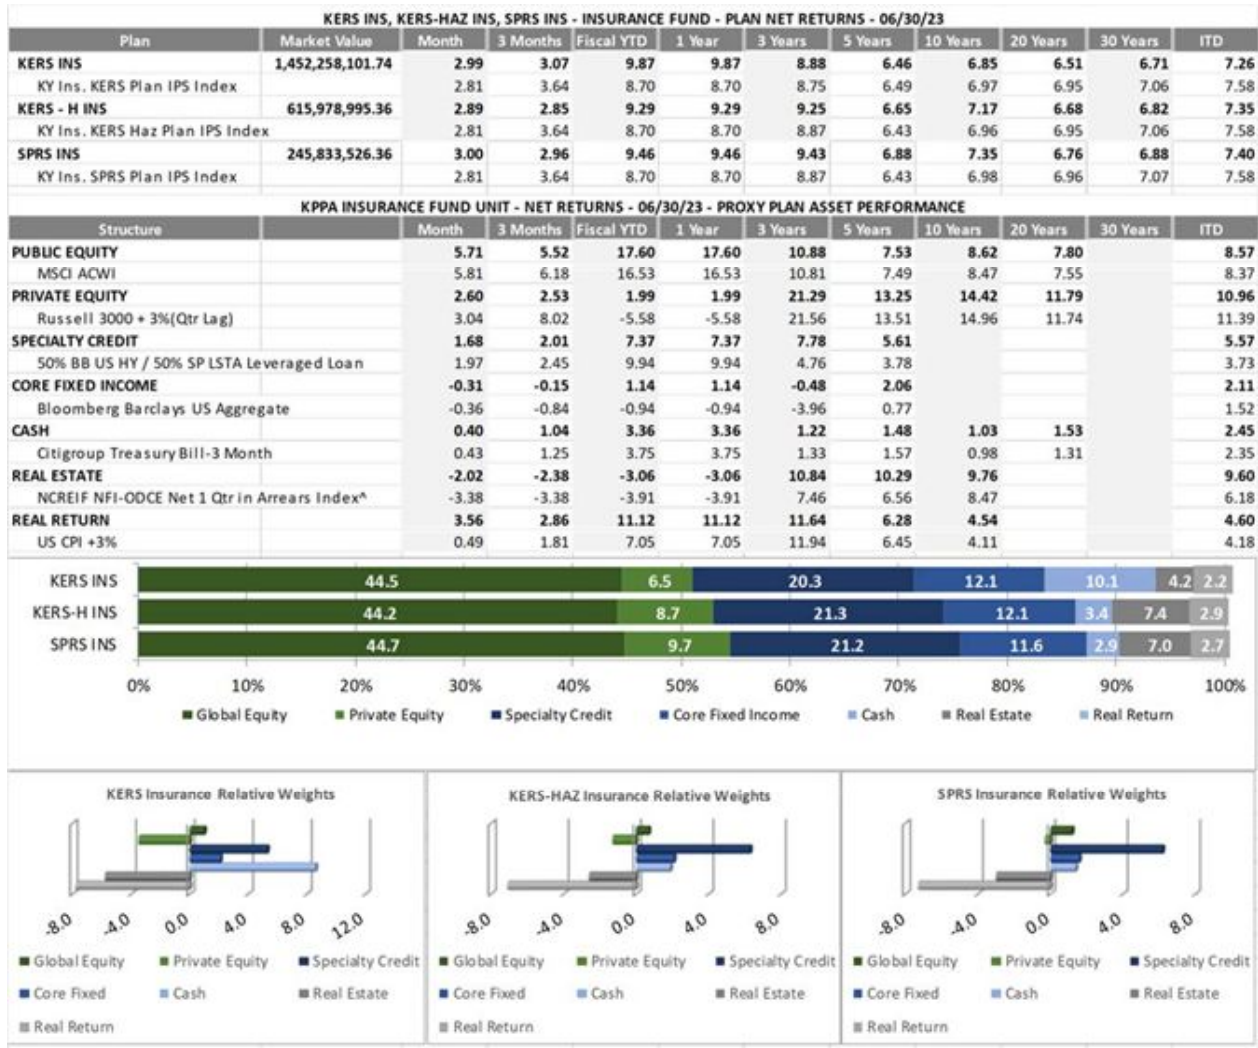 KERS INS, KERS-HAZ INS, SPRS INS - INSURANCE FUND - PLAN NET RETURNS - 06/30/23
Plan Market Value Month 3 Months Fiscal YTD 1 Year 3 Years 5 Years 10 Years 20 Years 30 Years ITD
KERS INS 1,452,258,101.74 2.99 3.07 9.87 9.87 8.88 6.46 6.85 6.51 6.71 7.26
KY Ins. KERS Plan IPS Index 2.81 3.64 8.70 8.70 8.75 6.49 6.97 6.95 7.06 7.58
KERS - H INS 615,978,995.36 2.89 2.85 9.29 9.29 9.25 6.65 7.17 6.68 6.82 7.35
KY Ins. KERS Haz Plan IPS Index 2.81 3.64 8.70 8.70 8.87 6.43 6.96 6.95 7.06 7.58
SPRS INS 245,833,526.36 3.00 2.96 9.46 9.46 9.43 6.88 7.35 6.76 6.88 7.40
KY Ins. SPRS Plan IPS Index 2.81 3.64 8.70 8.70 8.87 6.43 6.98 6.96 7.07 7.58
KPPA INSURANCE FUND UNIT - NET RETURNS - 06/30/23 - PROXY PLAN ASSET PERFORMANCE
Structure Month 3 Months Fiscal YTD 1 Year 3 Years 5 Years 10 Years 20 Years 30 Years ITD
PUBLIC EQUITY 5.71 5.52 17.60 17.60 10.88 7.53 8.62 7.80 8.57
MSCI ACWI 5.81 6.18 16.53 16.53 10.81 7.49 8.47 7.55 8.37
PRIVATE EQUITY 2.60 2.53 1.99 1.99 21.29 13.25 14.42 11.79 10.96
Russell 3000 + 3%(Qtr Lag) 3.04 8.02 -5.58 -5.58 21.56 13.51 14.96 11.74 11.39
SPECIALTY CREDIT 1.68 2.01 7.37 7.37 7.78 5.61 5.57
50% BB US HY / 50% SP LSTA Leveraged Loan 1.97 2.45 9.94 9.94 4.76 3.78 3.73
CORE FIXED INCOME -0.31 -0.15 1.14 1.14 -0.48 2.06 2.11
Bloomberg Barclays US Aggregate -0.36 -0.84 -0.94 -0.94 -3.96 0.77 1.52
CASH 0.40 1.04 3.36 3.36 1.22 1.48 1.03 1.53 2.45
Citigroup Treasury Bill-3 Month 0.43 1.25 3.75 3.75 1.33 1.57 0.98 1.31 2.35
REAL ESTATE -2.02 -2.38 -3.06 -3.06 10.84 10.29 9.76 9.60
NCREIF NFI-ODCE Net 1 Qtr in Arrears Index^ -3.38 -3.38 -3.91 -3.91 7.46 6.56 8.47 6.18
REAL RETURN 3.56 2.86 11.12 11.12 11.64 6.28 4.54 4.60
US CPI +3% 0.49 1.81 7.05 7.05 11.94 6.45 4.11 4.18
KERS INS 44.5 6.5 20.3 12.1 10.1 4.2 2.2
KERS-H INS 44.2 8.7 21.3 12.1 3.4 7.4 2.9
SPRS INS 44.7 9.7 21.2 11.6 2.9 7.0 2.7
0% 10% 20% 30% 40% 50% 60% 70% 80% 90% 100%
Global Equity Private Equity Specialty Credit Core Fixed Income Cash Real Estate Real Return
KERS Insurance Relative Weights
-8.0 -4.0 0.0 4.0 8.0 12.0
Global Equity Private Equity Specialty Credit
Core Fixed Cash Real Estate
Real Return
KERS-HAZ Insurance Relative Weights
-8.0 -4.0 0.0 4.0 8.0
Global Equity Private Equity Specialty Credit
Core Fixed Cash Real Estate
Real Return
SPRS Insurance Relative Weights
-8.0 -4.0 0.0 4.0 8.0
Global Equity Private Equity Specialty Credit
Core Fixed Cash Real Estate
Real Return